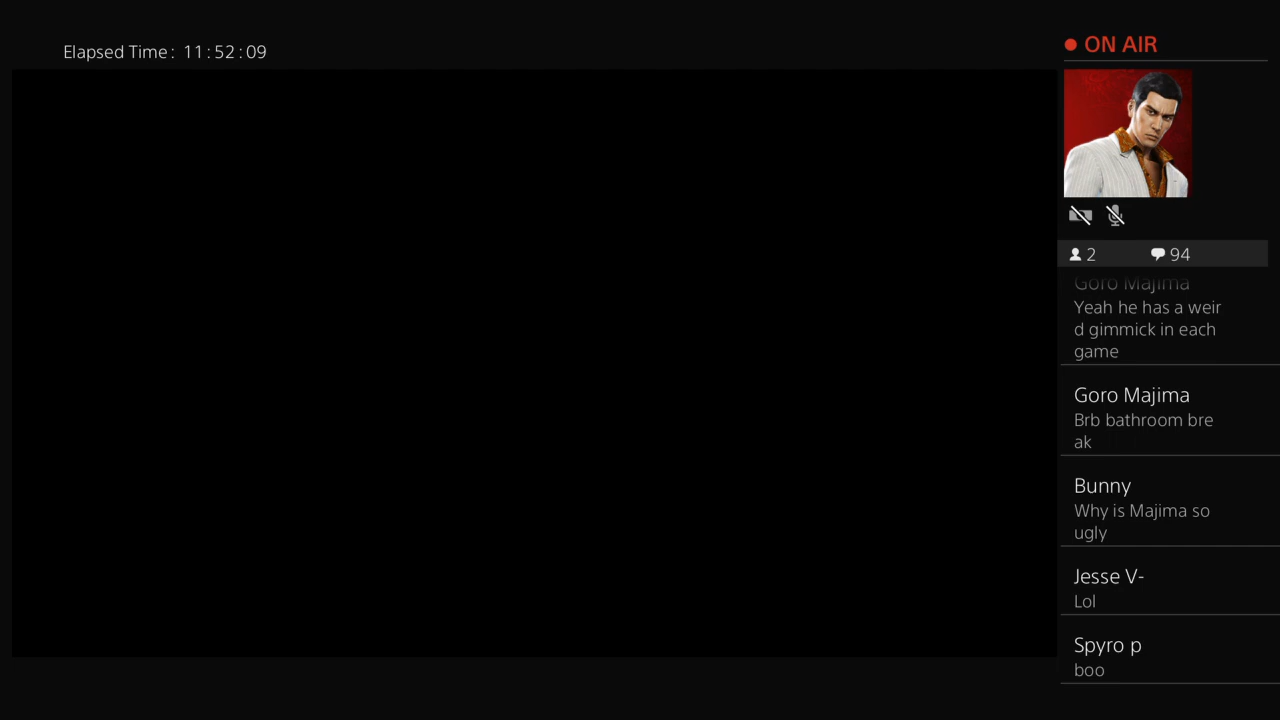 Elapsed Time: 11:52:09
ON AIR
2
94
Goro Majima
Yeah he has a weir
d gimmick in each
game
Goro Majima
Brb bathroom bre
ak
Bunny
Why is Majima so
ugly
Jesse V-
Lol
Spyro p
boo